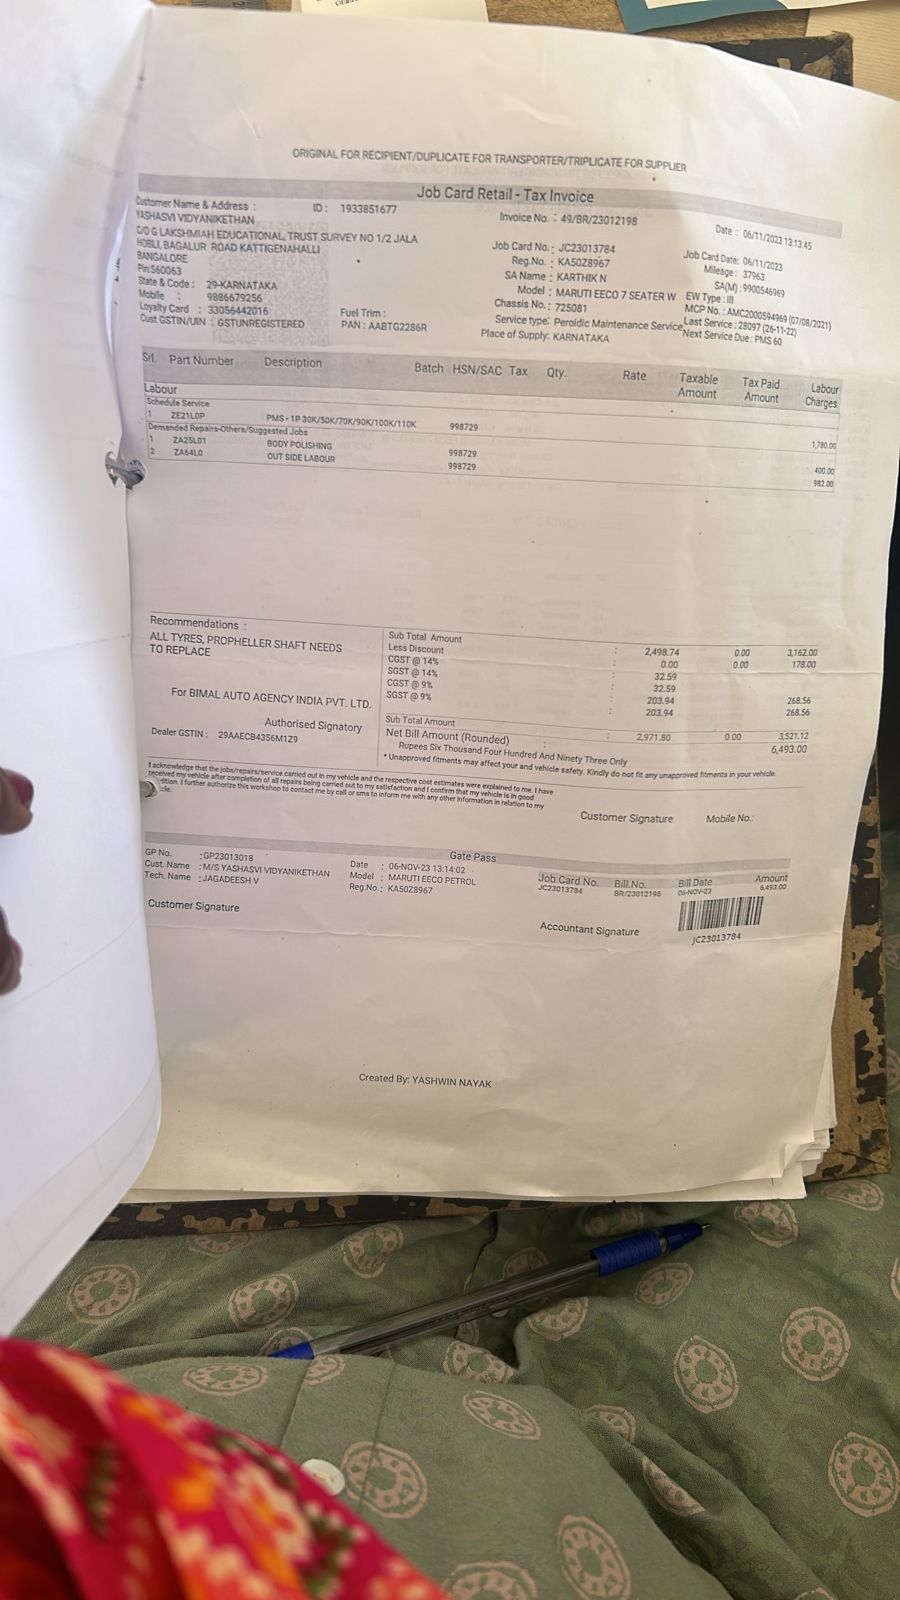 ORIGINAL FOR RECIPIENT/DUPLICATE FOR TRANSPORTER/TRIPLICATE FOR SUPPLIER
Job Card Retail - Tax Invoice
Customer Name & Address :
ID : 1933851677
YASHASVI VIDYANIKETHAN
C/O G LAKSHMIAH EDUCATIONAL, TRUST SURVEY NO 1/2 JALA
HOBLI, BAGALUR ROAD KATTIGENAHALLI
BANGALORE
Pin:560063
State & Code : 29-KARNATAKA
Mobile : 9886679256
Loyalty Card : 33056442016
Cust GSTIN/UIN : GSTUNREGISTERED
Fuel Trim :
PAN : AABTG2286R
Invoice No. : 49/BR/23012198
Job Card No. : JC23013784
Reg.No. : KA50Z8967
SA Name : KARTHIK N
Model : MARUTI EECO 7 SEATER W
Chassis No. : 725081
Service type: Peroidic Maintenance Service
Place of Supply: KARNATAKA
Date : 06/11/2023 13:13:45
Job Card Date: 06/11/2023
Mileage : 37963
SA(M) :9900546969
EW Type : III
MCP No. : AMC2000594969 (07/08/2021)
Last Service : 28097 (26-11-22)
Next Service Due : PMS 60
Srl. Part Number Description Batch HSN/SAC Tax Qty. Rate Taxable Amount Tax Paid Amount Labour Charges
Labour
Schedule Service
1 ZE21L0P PMS - 1P 30K/50K/70K/90K/100K/110K 998729 1,780.00
Demanded Repairs-Others/Suggested Jobs
1 ZA25L01 BODY POLISHING 998729 400.00
2 ZA64L0 OUT SIDE LABOUR 998729 982.00
Recommendations :
ALL TYRES, PROPHELLER SHAFT NEEDS
TO REPLACE
For BIMAL AUTO AGENCY INDIA PVT. LTD.
Authorised Signatory
Dealer GSTIN : 29AAECB4356M1Z9
Sub Total Amount : 2,498.74 0.00 3,162.00
Less Discount : 0.00 0.00 178.00
CGST @ 14% : 32.59
SGST @ 14% : 32.59
CGST @ 9% : 203.94 268.56
SGST @ 9% : 203.94 268.56
Sub Total Amount : 2,971.80 0.00 3,521.12
Net Bill Amount (Rounded) : 6,493.00
Rupees Six Thousand Four Hundred And Ninety Three Only
* Unapproved fitments may affect your and vehicle safety. Kindly do not fit any unapproved fitments in your vehicle.
I acknowledge that the jobs/repairs/service carried out in my vehicle and the respective cost estimates were explained to me. I have
received my vehicle after completion of all repairs being carried out to my satisfaction and I confirm that my vehicle is in good
dition. I further authorize this workshop to contact me by call or sms to inform me with any other information in relation to my
cle.
Customer Signature Mobile No.:
Gate Pass
GP No. :GP23013018
Cust. Name :M/S YASHASVI VIDYANIKETHAN
Tech. Name :JAGADEESH V
Date : 06-NOV-23 13:14:02
Model : MARUTI EECO PETROL
Reg.No.: KA50Z8967
Job Card No. Bill.No. Bill Date Amount
JC23013784 BR/23012198 06-NOV-23 6,493.00
Customer Signature
Accountant Signature
JC23013784
Created By: YASHWIN NAYAK